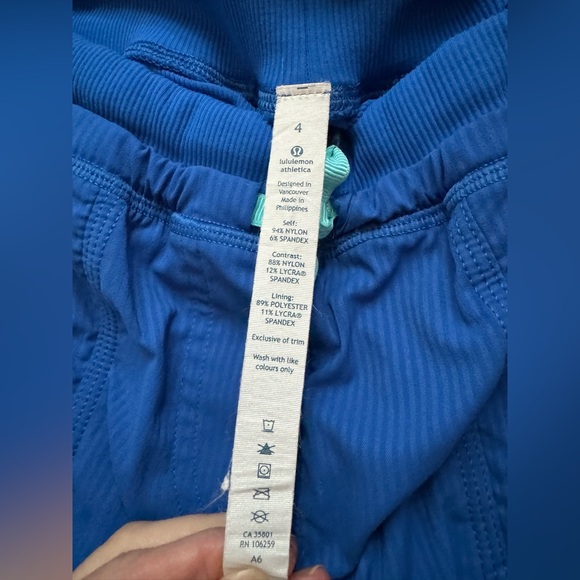 4
lululemon
athletica
Designed in
Vancouver
Made in
Philippines
Self:
94% NYLON
6% SPANDEX
Contrast:
88% NYLON
12% LYCRA®
SPANDEX
Lining:
89% POLYESTER
11% LYCRA®
SPANDEX
Exclusive of trim
Wash with like
colours only
CA 35801
RN 106259
A6